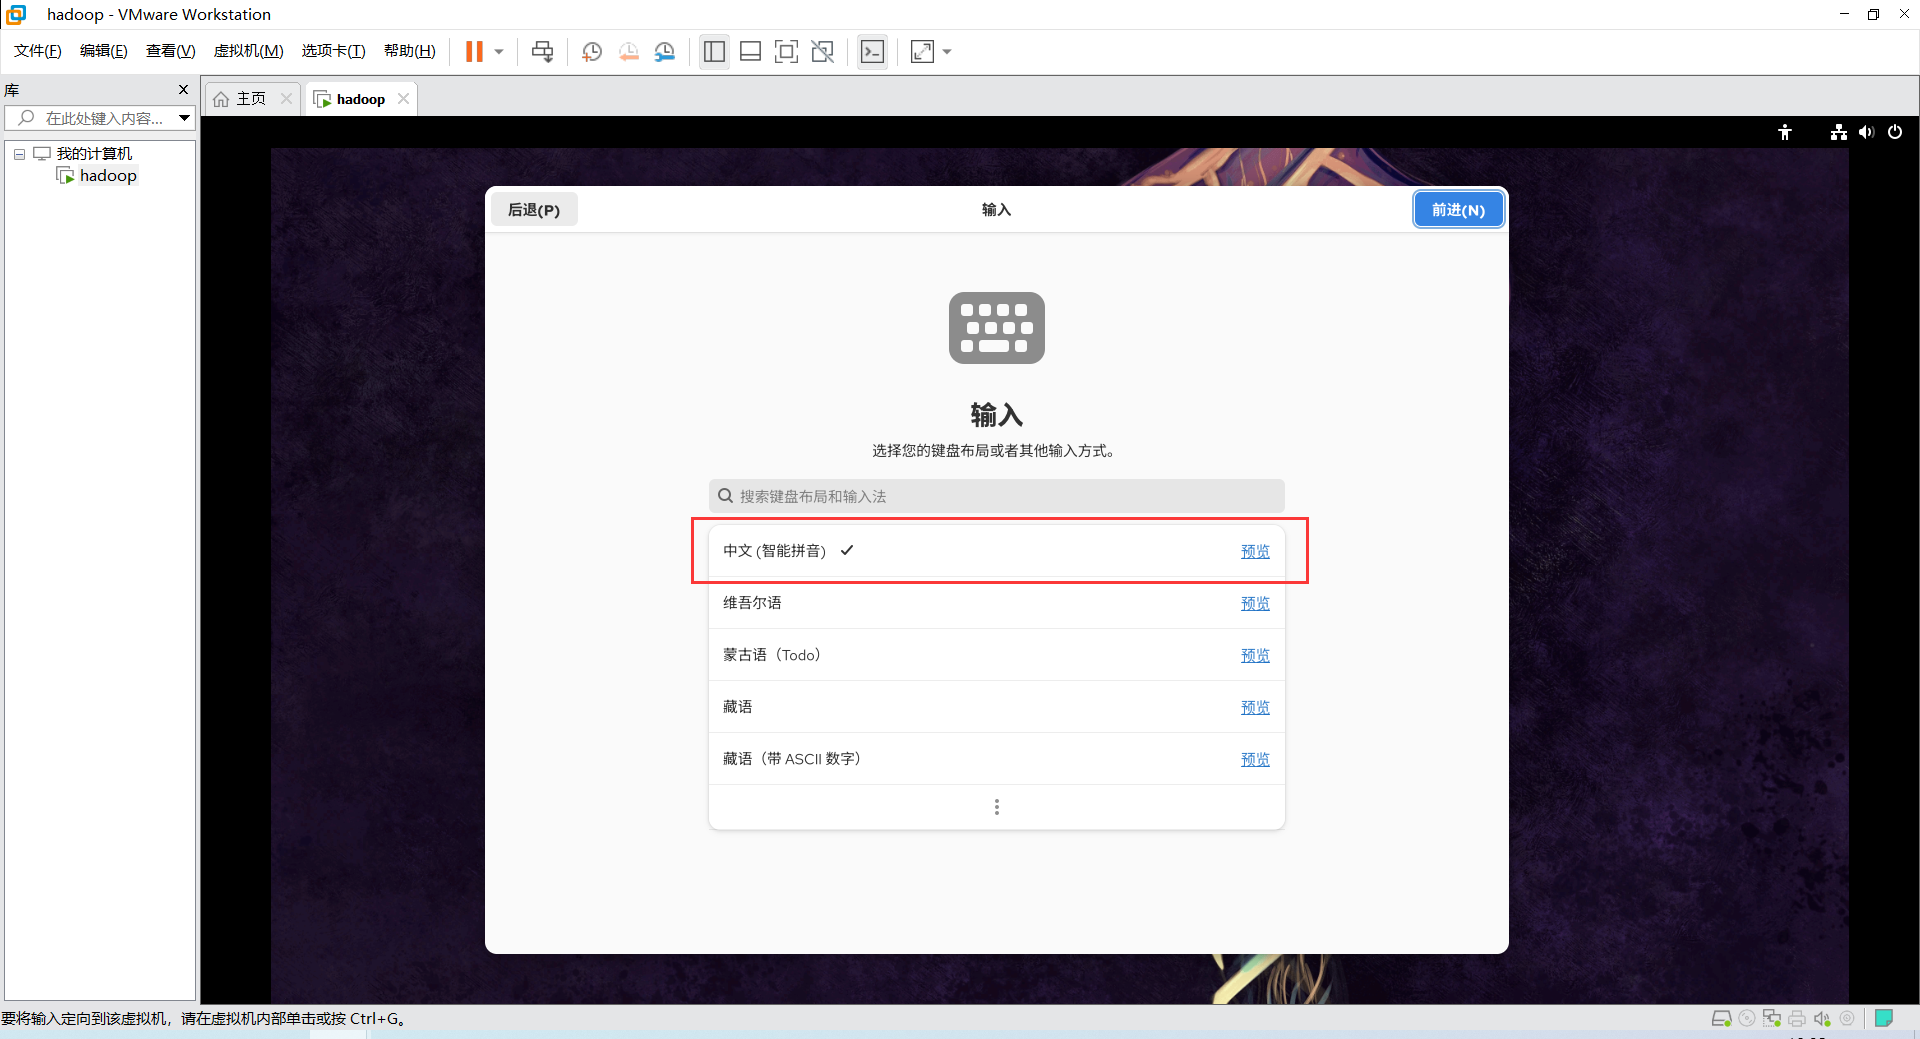 hadoop - VMware Workstation
文件(F) 编辑(E) 查看(V) 虚拟机(M) 选项卡(T) 帮助(H)
库
在此处键入内容...
我的计算机
hadoop
主页
hadoop
后退(P)
输入
前进(N)
输入
选择您的键盘布局或者其他输入方式。
搜索键盘布局和输入法
中文 (智能拼音) 预览
维吾尔语 预览
蒙古语（Todo） 预览
藏语 预览
藏语（带 ASCII 数字） 预览
要将输入定向到该虚拟机，请在虚拟机内部单击或按 Ctrl+G。